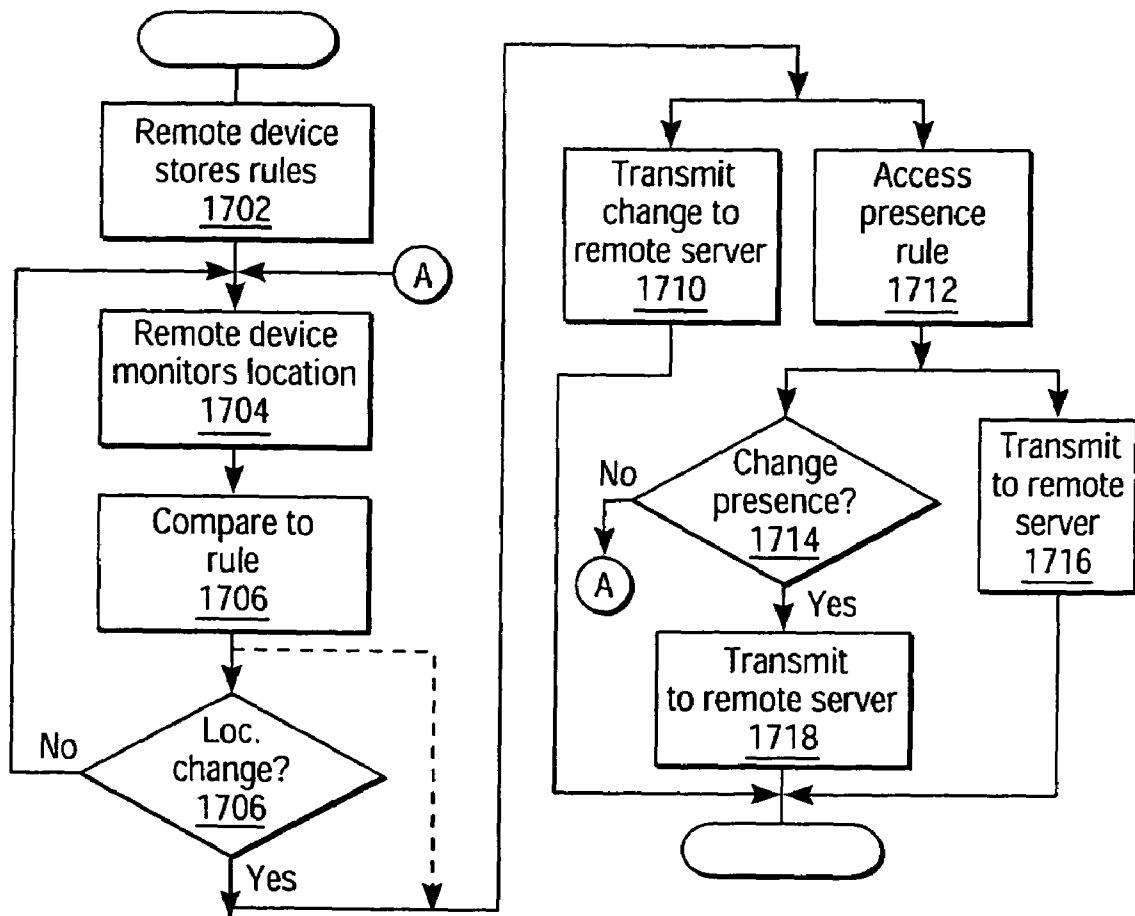 Remote device
stores rules
1702
A
Remote device
monitors location
1704
Compare to
rule
1706
No
Loc.
change?
1706
Yes
Transmit
change to
remote server
1710
Access
presence
rule
1712
No
Change
presence?
1714
A
Yes
Transmit
to remote
server
1716
Transmit
to remote server
1718